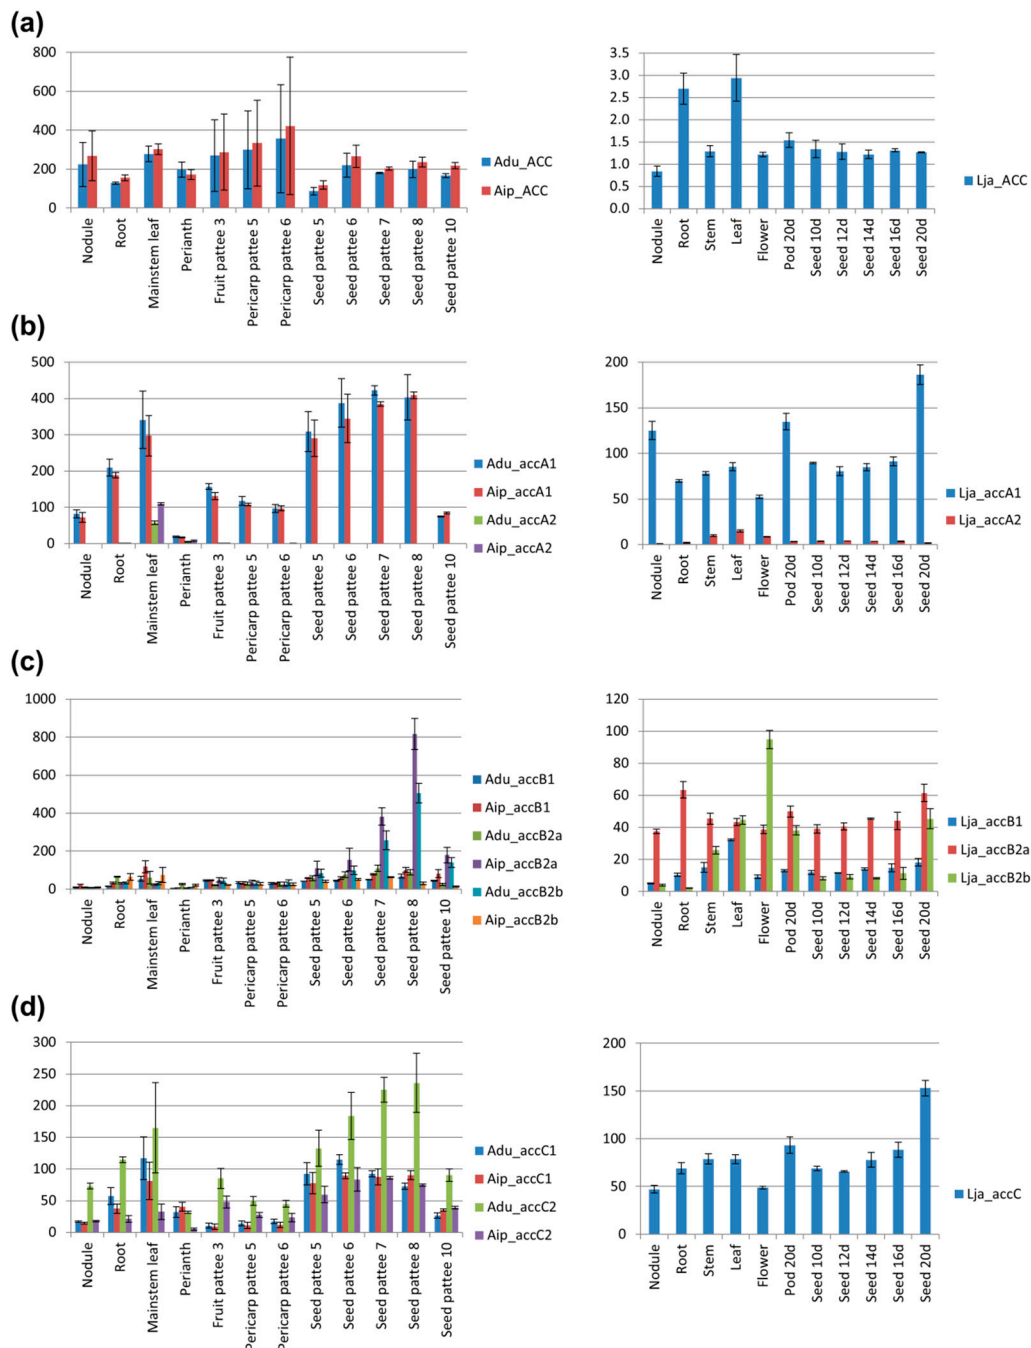 (a)
800
600
400
200
0
Nodule
Root
Mainstem leaf
Perianth
Fruit pattee 3
Pericarp pattee 5
Pericarp pattee 6
Seed pattee 5
Seed pattee 6
Seed pattee 7
Seed pattee 8
Seed pattee 10
Adu_ACC
Aip_ACC
3.5
3.0
2.5
2.0
1.5
1.0
0.5
0.0
Nodule
Root
Stem
Leaf
Flower
Pod 20d
Seed 10d
Seed 12d
Seed 14d
Seed 16d
Seed 20d
Lja_ACC
(b)
500
400
300
200
100
0
Nodule
Root
Mainstem leaf
Perianth
Fruit pattee 3
Pericarp pattee 5
Pericarp pattee 6
Seed pattee 5
Seed pattee 6
Seed pattee 7
Seed pattee 8
Seed pattee 10
Adu_accA1
Aip_accA1
Adu_accA2
Aip_accA2
200
150
100
50
0
Nodule
Root
Stem
Leaf
Flower
Pod 20d
Seed 10d
Seed 12d
Seed 14d
Seed 16d
Seed 20d
Lja_accA1
Lja_accA2
(c)
1000
800
600
400
200
0
Nodule
Root
Mainstem leaf
Perianth
Fruit pattee 3
Pericarp pattee 5
Pericarp pattee 6
Seed pattee 5
Seed pattee 6
Seed pattee 7
Seed pattee 8
Seed pattee 10
Adu_accB1
Aip_accB1
Adu_accB2a
Aip_accB2a
Adu_accB2b
Aip_accB2b
120
100
80
60
40
20
0
Nodule
Root
Stem
Leaf
Flower
Pod 20d
Seed 10d
Seed 12d
Seed 14d
Seed 16d
Seed 20d
Lja_accB1
Lja_accB2a
Lja_accB2b
(d)
300
250
200
150
100
50
0
Nodule
Root
Mainstem leaf
Perianth
Fruit pattee 3
Pericarp pattee 5
Pericarp pattee 6
Seed pattee 5
Seed pattee 6
Seed pattee 7
Seed pattee 8
Seed pattee 10
Adu_accC1
Aip_accC1
Adu_accC2
Aip_accC2
200
150
100
50
0
Nodule
Root
Stem
Leaf
Flower
Pod 20d
Seed 10d
Seed 12d
Seed 14d
Seed 16d
Seed 20d
Lja_accC